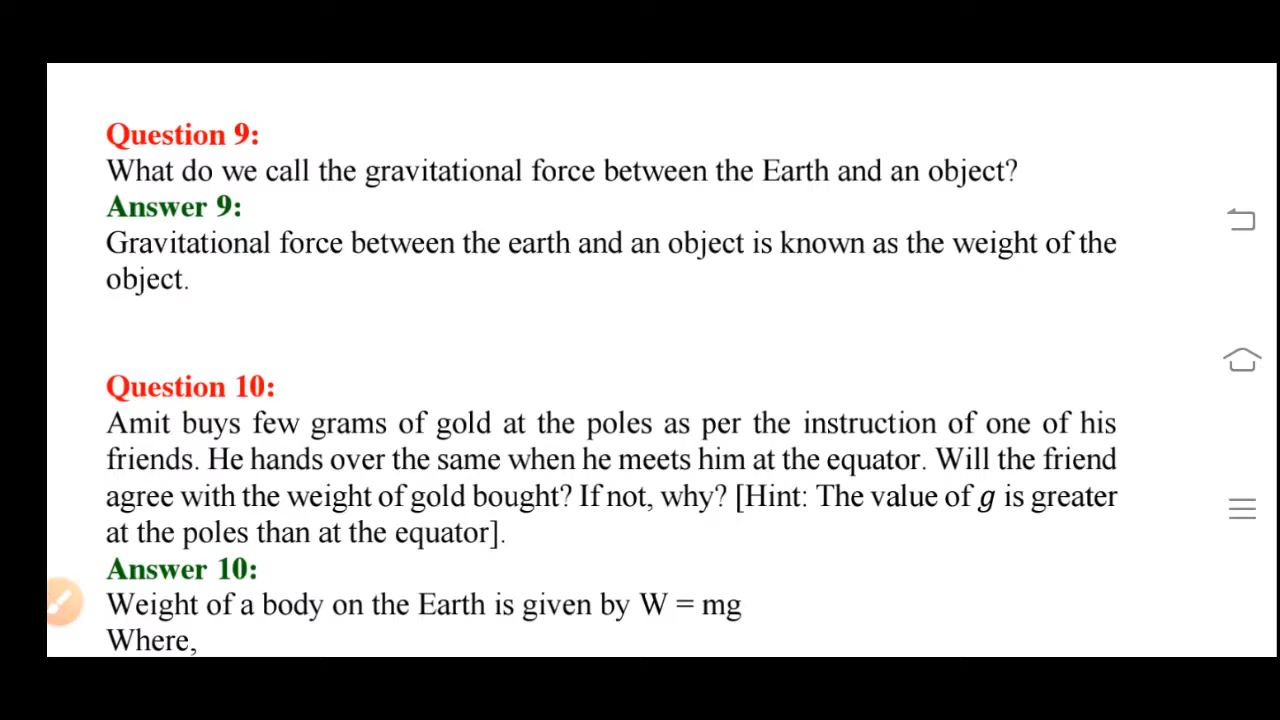 Question 9:
What do we call the gravitational force between the Earth and an object?
Answer 9:
Gravitational force between the earth and an object is known as the weight of the
object.
Question 10:
Amit buys few grams of gold at the poles as per the instruction of one of his
friends. He hands over the same when he meets him at the equator. Will the friend
agree with the weight of gold bought? If not, why? [Hint: The value of g is greater
at the poles than at the equator].
Answer 10:
Weight of a body on the Earth is given by W = mg
Where,